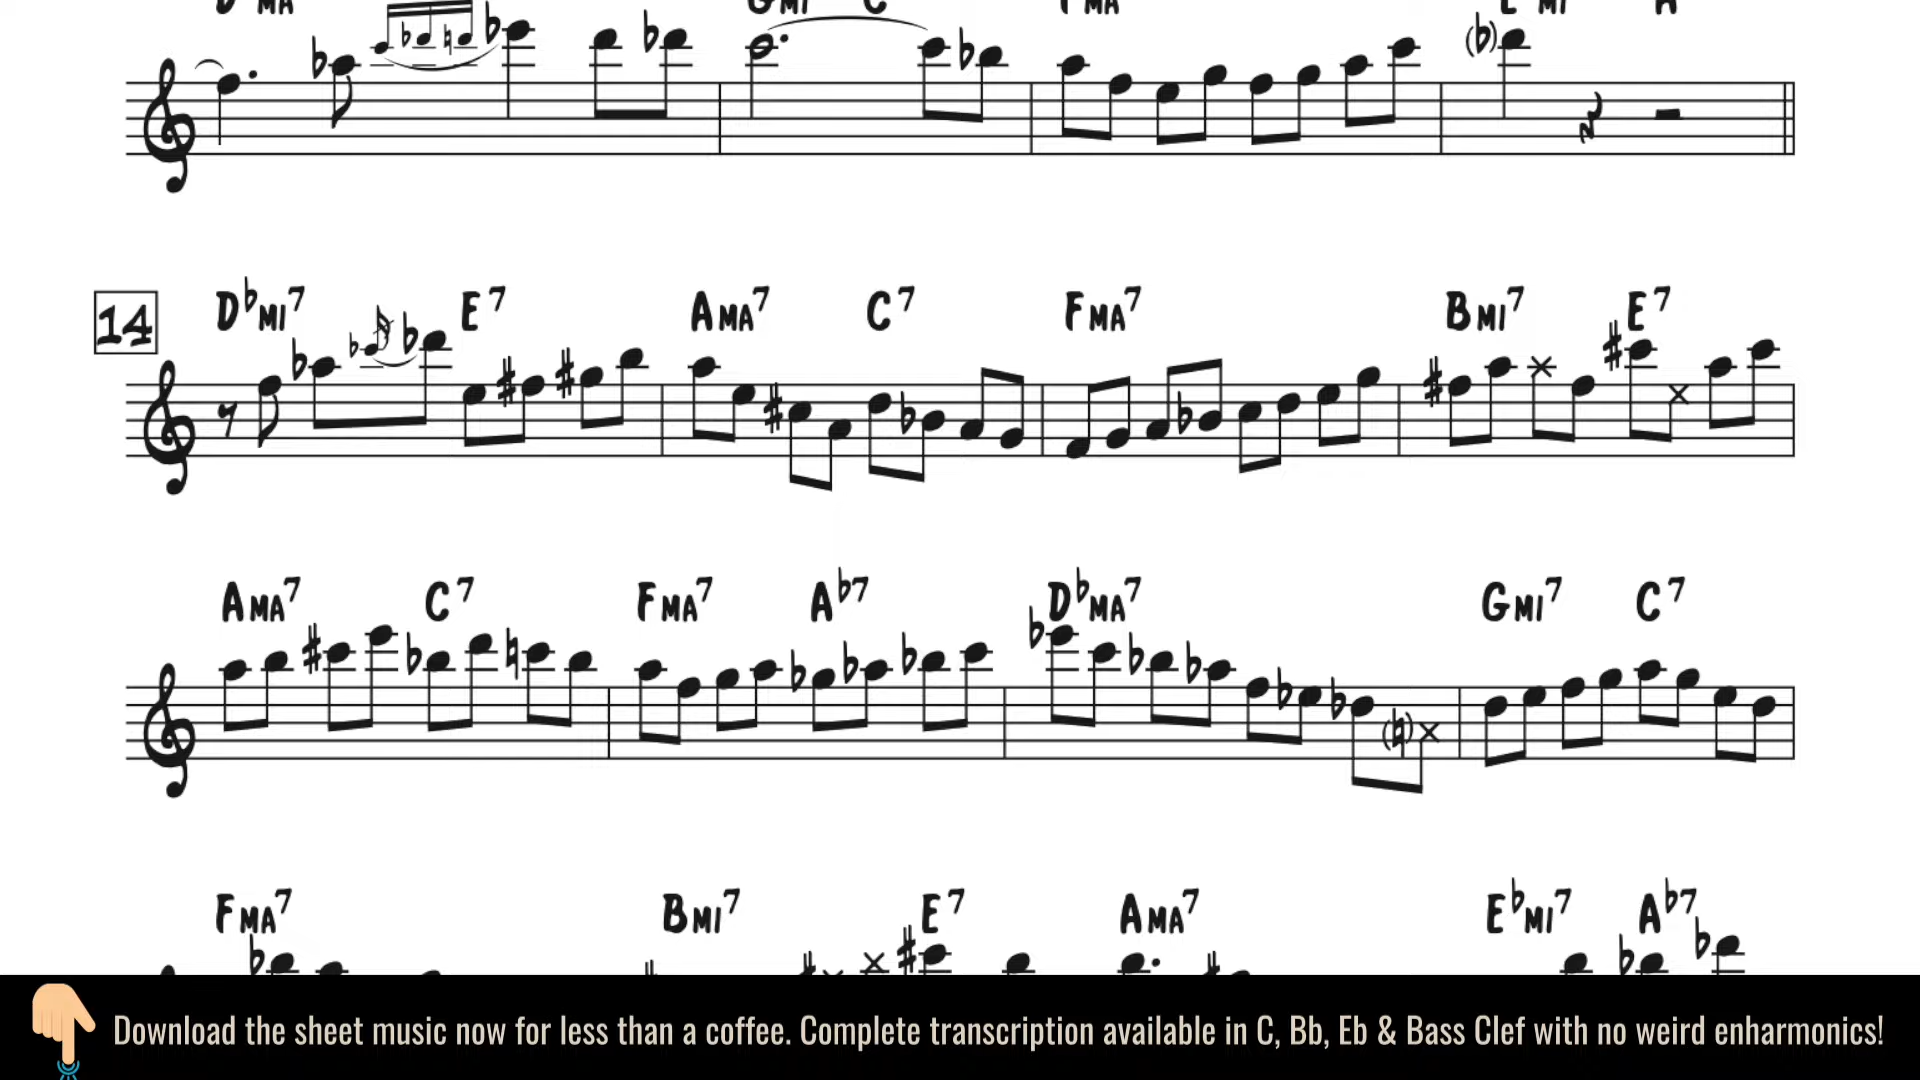 14 D♭MI7 E7 AMA7 C7 FMA7 BMI7 E7
AMA7 C7 FMA7 A♭7 D♭MA7 GMI7 C7
FMA7 BMI7 E7 AMA7 E♭MI7 A♭7
Download the sheet music now for less than a coffee. Complete transcription available in C, Bb, Eb & Bass Clef with no weird enharmonics!